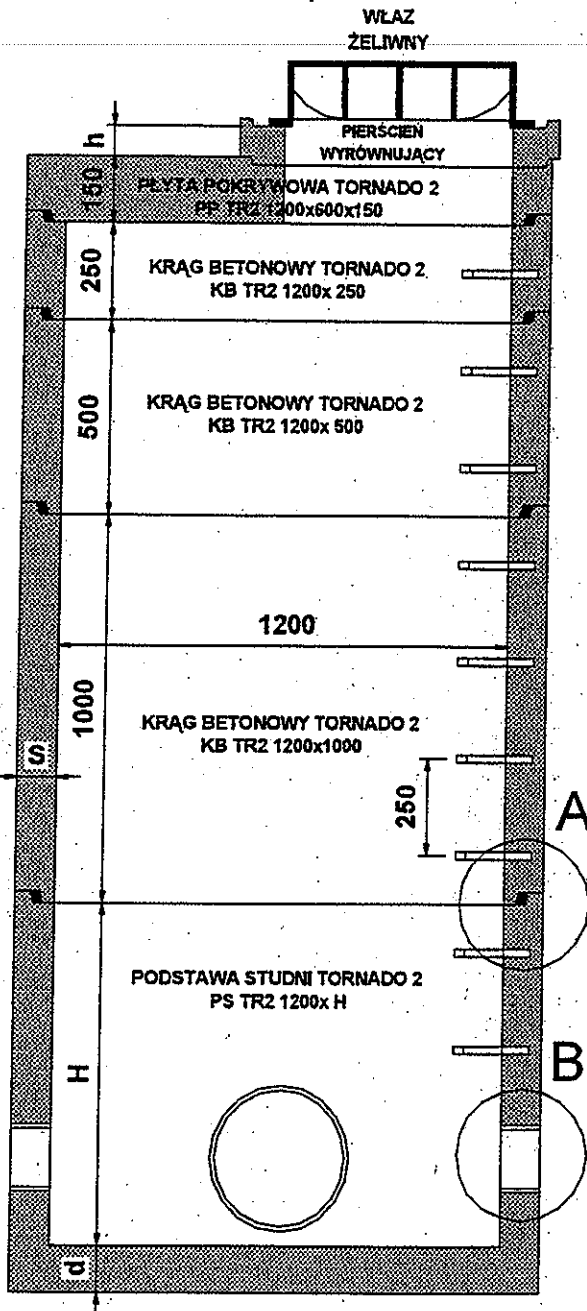 WŁAZ
ŻELIWNY
h
PIERŚCIEŃ
WYRÓWNUJĄCY
150
PŁYTA POKRYWOWA TORNADO 2
PP TR2 1200x600x150
250
KRĄG BETONOWY TORNADO 2
KB TR2 1200x 250
500
KRĄG BETONOWY TORNADO 2
KB TR2 1200x 500
1200
1000
KRĄG BETONOWY TORNADO 2
KB TR2 1200x1000
S
250
A
PODSTAWA STUDNI TORNADO 2
PS TR2 1200x H
H
B
d